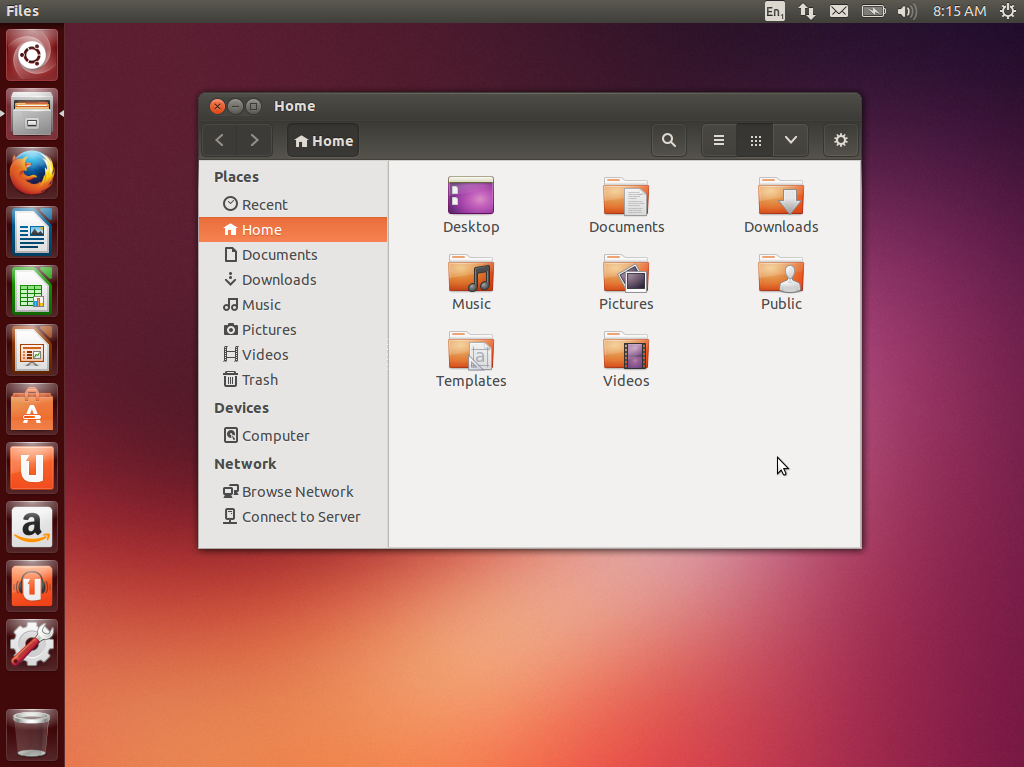 Files
En1
8:15 AM
Home
Home
Places
Recent
Home
Documents
Downloads
Music
Pictures
Videos
Trash
Devices
Computer
Network
Browse Network
Connect to Server
Desktop
Documents
Downloads
Music
Pictures
Public
Templates
Videos